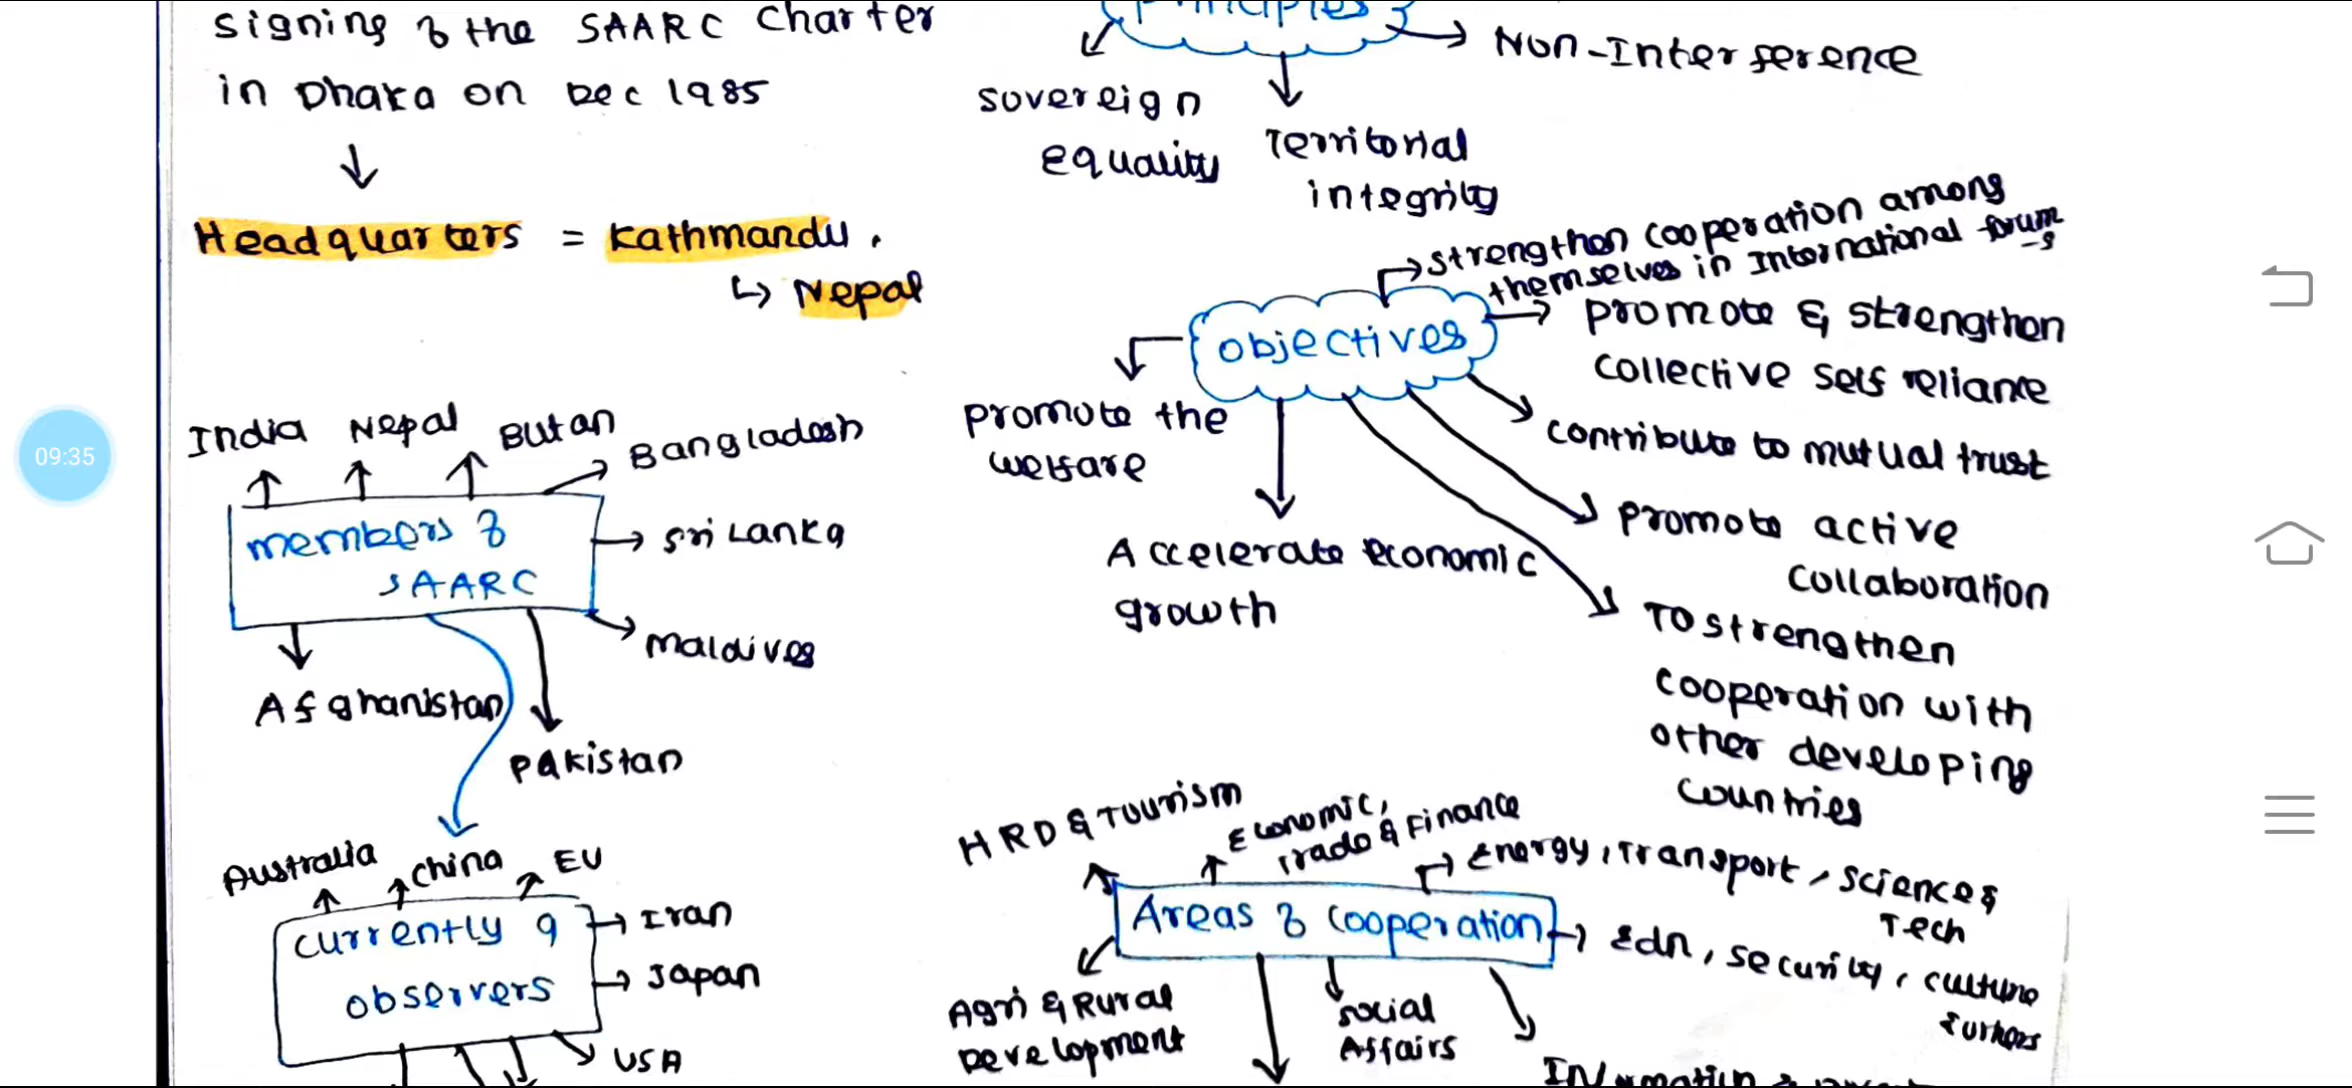 signing of the SAARC Charter
in Dhaka on Dec 1985
Headquarters = Kathmandu.
Nepal
India Nepal Butan Bangladesh
members of
SAARC
Sri Lanka
Maldives
Afghanistan
Pakistan
Australia China EU
currently 9
observers
Iran
Japan
USA
Principles
Non-Interference
sovereign
equality
Territorial
integrity
objectives
strengthen cooperation among
themselves in International forum
s
promote & strengthen
collective self reliance
contribute to mutual trust
promote active
collaboration
To strengthen
cooperation with
other developing
countries
promote the
welfare
Accelerate economic
growth
HRD & Tourism
Economic,
Trade & Finance
Energy, Transport, Science &
Tech
Areas of cooperation
Edn, security, culture
Agri & Rural
Development
social
Affairs
09:35